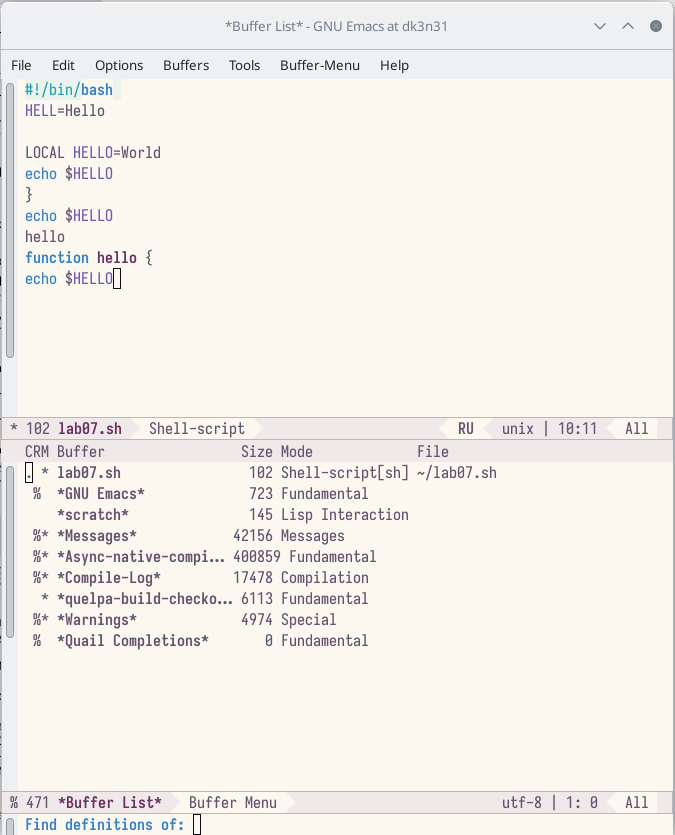 *Buffer List* - GNU Emacs at dk3n31
File Edit Options Buffers Tools Buffer-Menu Help
#!/bin/bash
HELL=Hello
LOCAL HELLO=World
echo $HELLO
}
echo $HELLO
hello
function hello {
echo $HELLO
* 102 lab07.sh Shell-script RU unix | 10:11 All
CRM Buffer Size Mode File
. * lab07.sh 102 Shell-script[sh] ~/lab07.sh
% *GNU Emacs* 723 Fundamental
*scratch* 145 Lisp Interaction
%* *Messages* 42156 Messages
%* *Async-native-compi... 400859 Fundamental
%* *Compile-Log* 17478 Compilation
* *quelpa-build-checko... 6113 Fundamental
%* *Warnings* 4974 Special
% *Quail Completions* 0 Fundamental
% 471 *Buffer List* Buffer Menu utf-8 | 1: 0 All
Find definitions of: